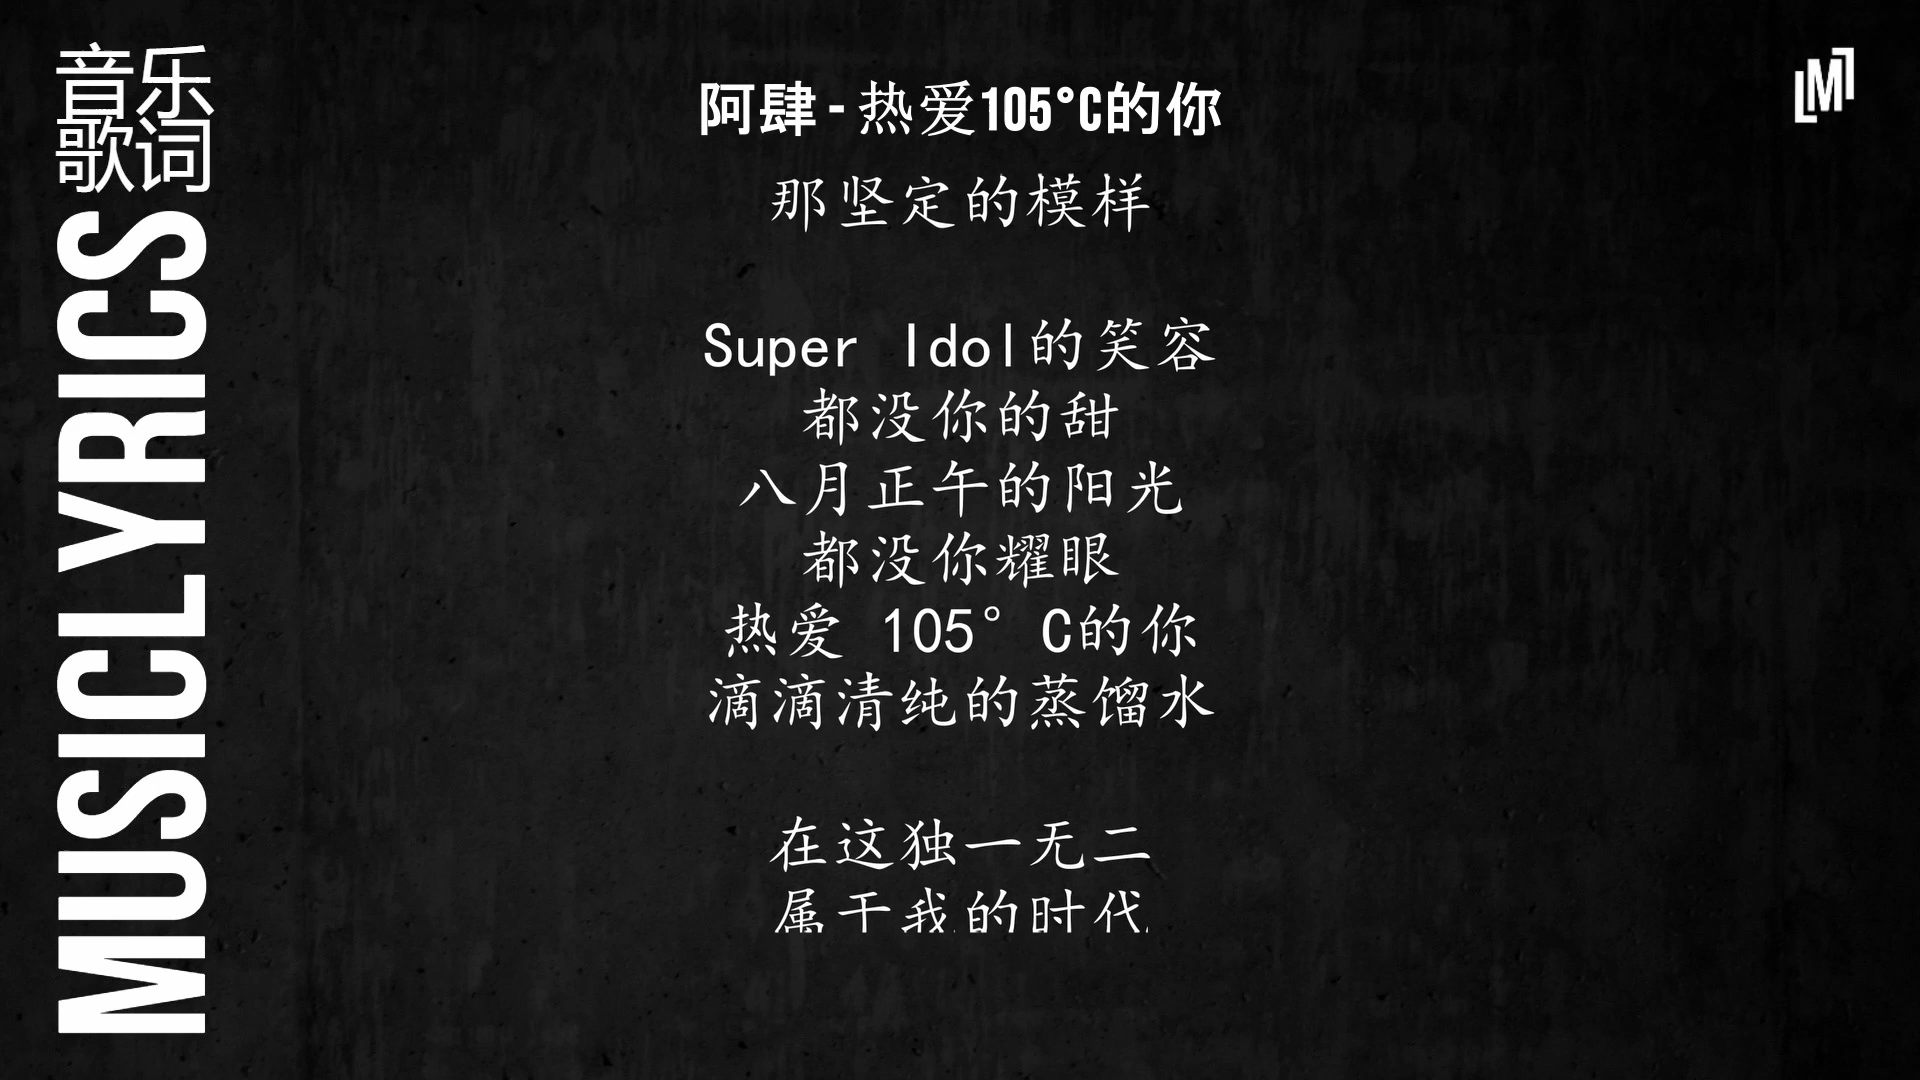 音乐
歌词
MUSICLYRICS
阿肆 - 热爱105°C的你
那坚定的模样
Super Idol的笑容
都没你的甜
八月正午的阳光
都没你耀眼
热爱 105°C的你
滴滴清纯的蒸馏水
在这独一无二
属于我的时代
LMJ